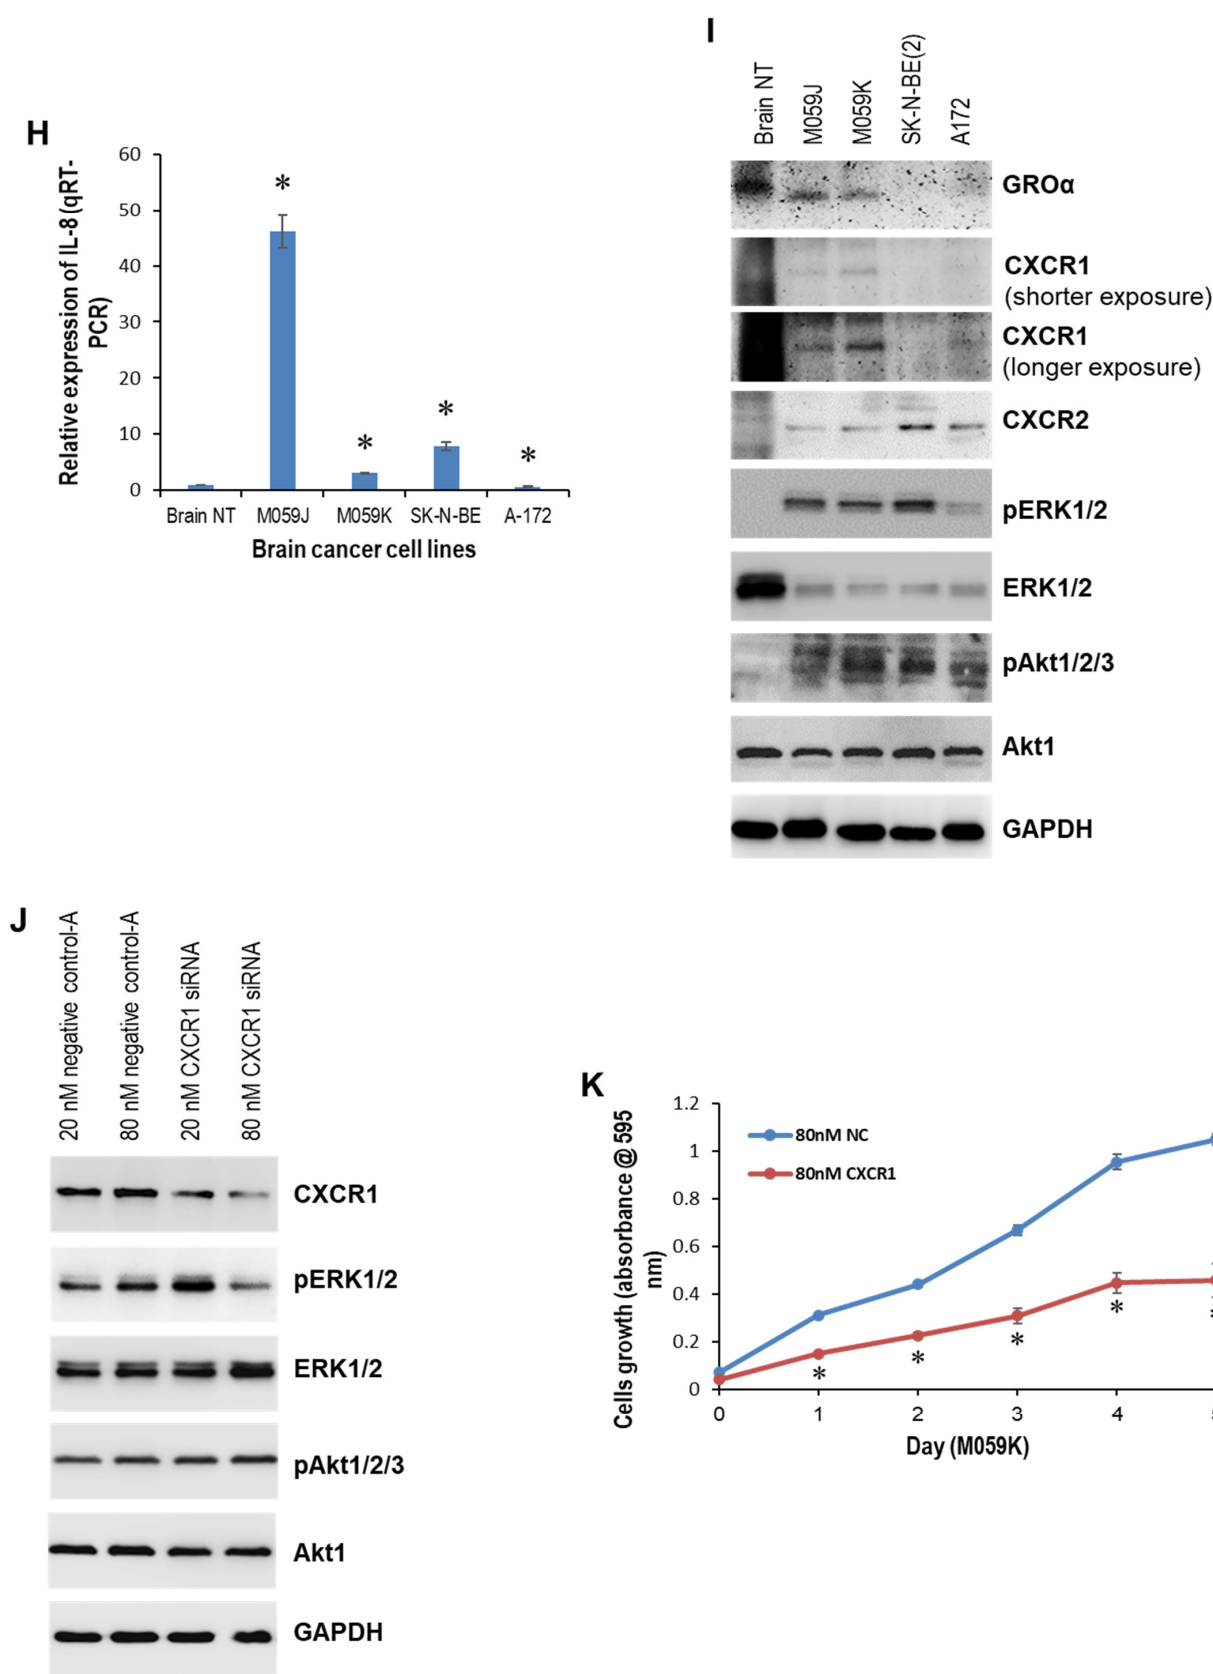 H
Relative expression of IL-8 (qRT-
PCR)
60
50
40
30
20
10
0
*
*
*
*
Brain NT
M059J
M059K
SK-N-BE
A-172
Brain cancer cell lines
I
Brain NT
M059J
M059K
SK-N-BE(2)
A172
GROα
CXCR1
(shorter exposure)
CXCR1
(longer exposure)
CXCR2
pERK1/2
ERK1/2
pAkt1/2/3
Akt1
GAPDH
J
20 nM negative control-A
80 nM negative control-A
20 nM CXCR1 siRNA
80 nM CXCR1 siRNA
CXCR1
pERK1/2
ERK1/2
pAkt1/2/3
Akt1
GAPDH
K
Cells growth (absorbance @ 595
nm)
1.2
1
0.8
0.6
0.4
0.2
0
80nM NC
80nM CXCR1
*
*
*
*
0
1
2
3
4
Day (M059K)